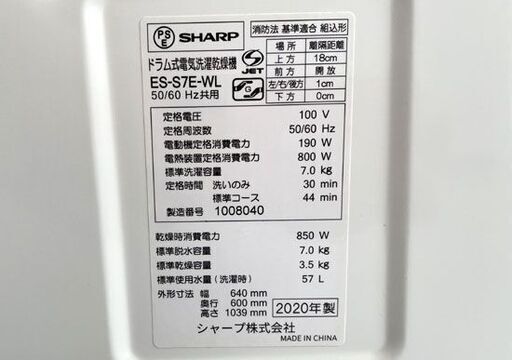 PS
E
SHARP
ドラム式電気洗濯乾燥機
ES-S7E-WL
50/60 Hz共用
S
JET
G
消防法 基準適合 組込形
場所 離隔距離
上方 18cm
前方 開放
左/右/後方 1cm
下方 0cm
定格電圧 100 V
定格周波数 50/60 Hz
電動機定格消費電力 190 W
電熱装置定格消費電力 800 W
標準洗濯容量 7.0 kg
定格時間 洗いのみ 30 min
標準コース 44 min
製造番号 1008040
乾燥時消費電力 850 W
標準脱水容量 7.0 kg
標準乾燥容量 3.5 kg
標準使用水量 (洗濯時) 57 L
外形寸法 幅 640 mm
奥行 600 mm
高さ 1039 mm
2020年製
シャープ株式会社
MADE IN CHINA